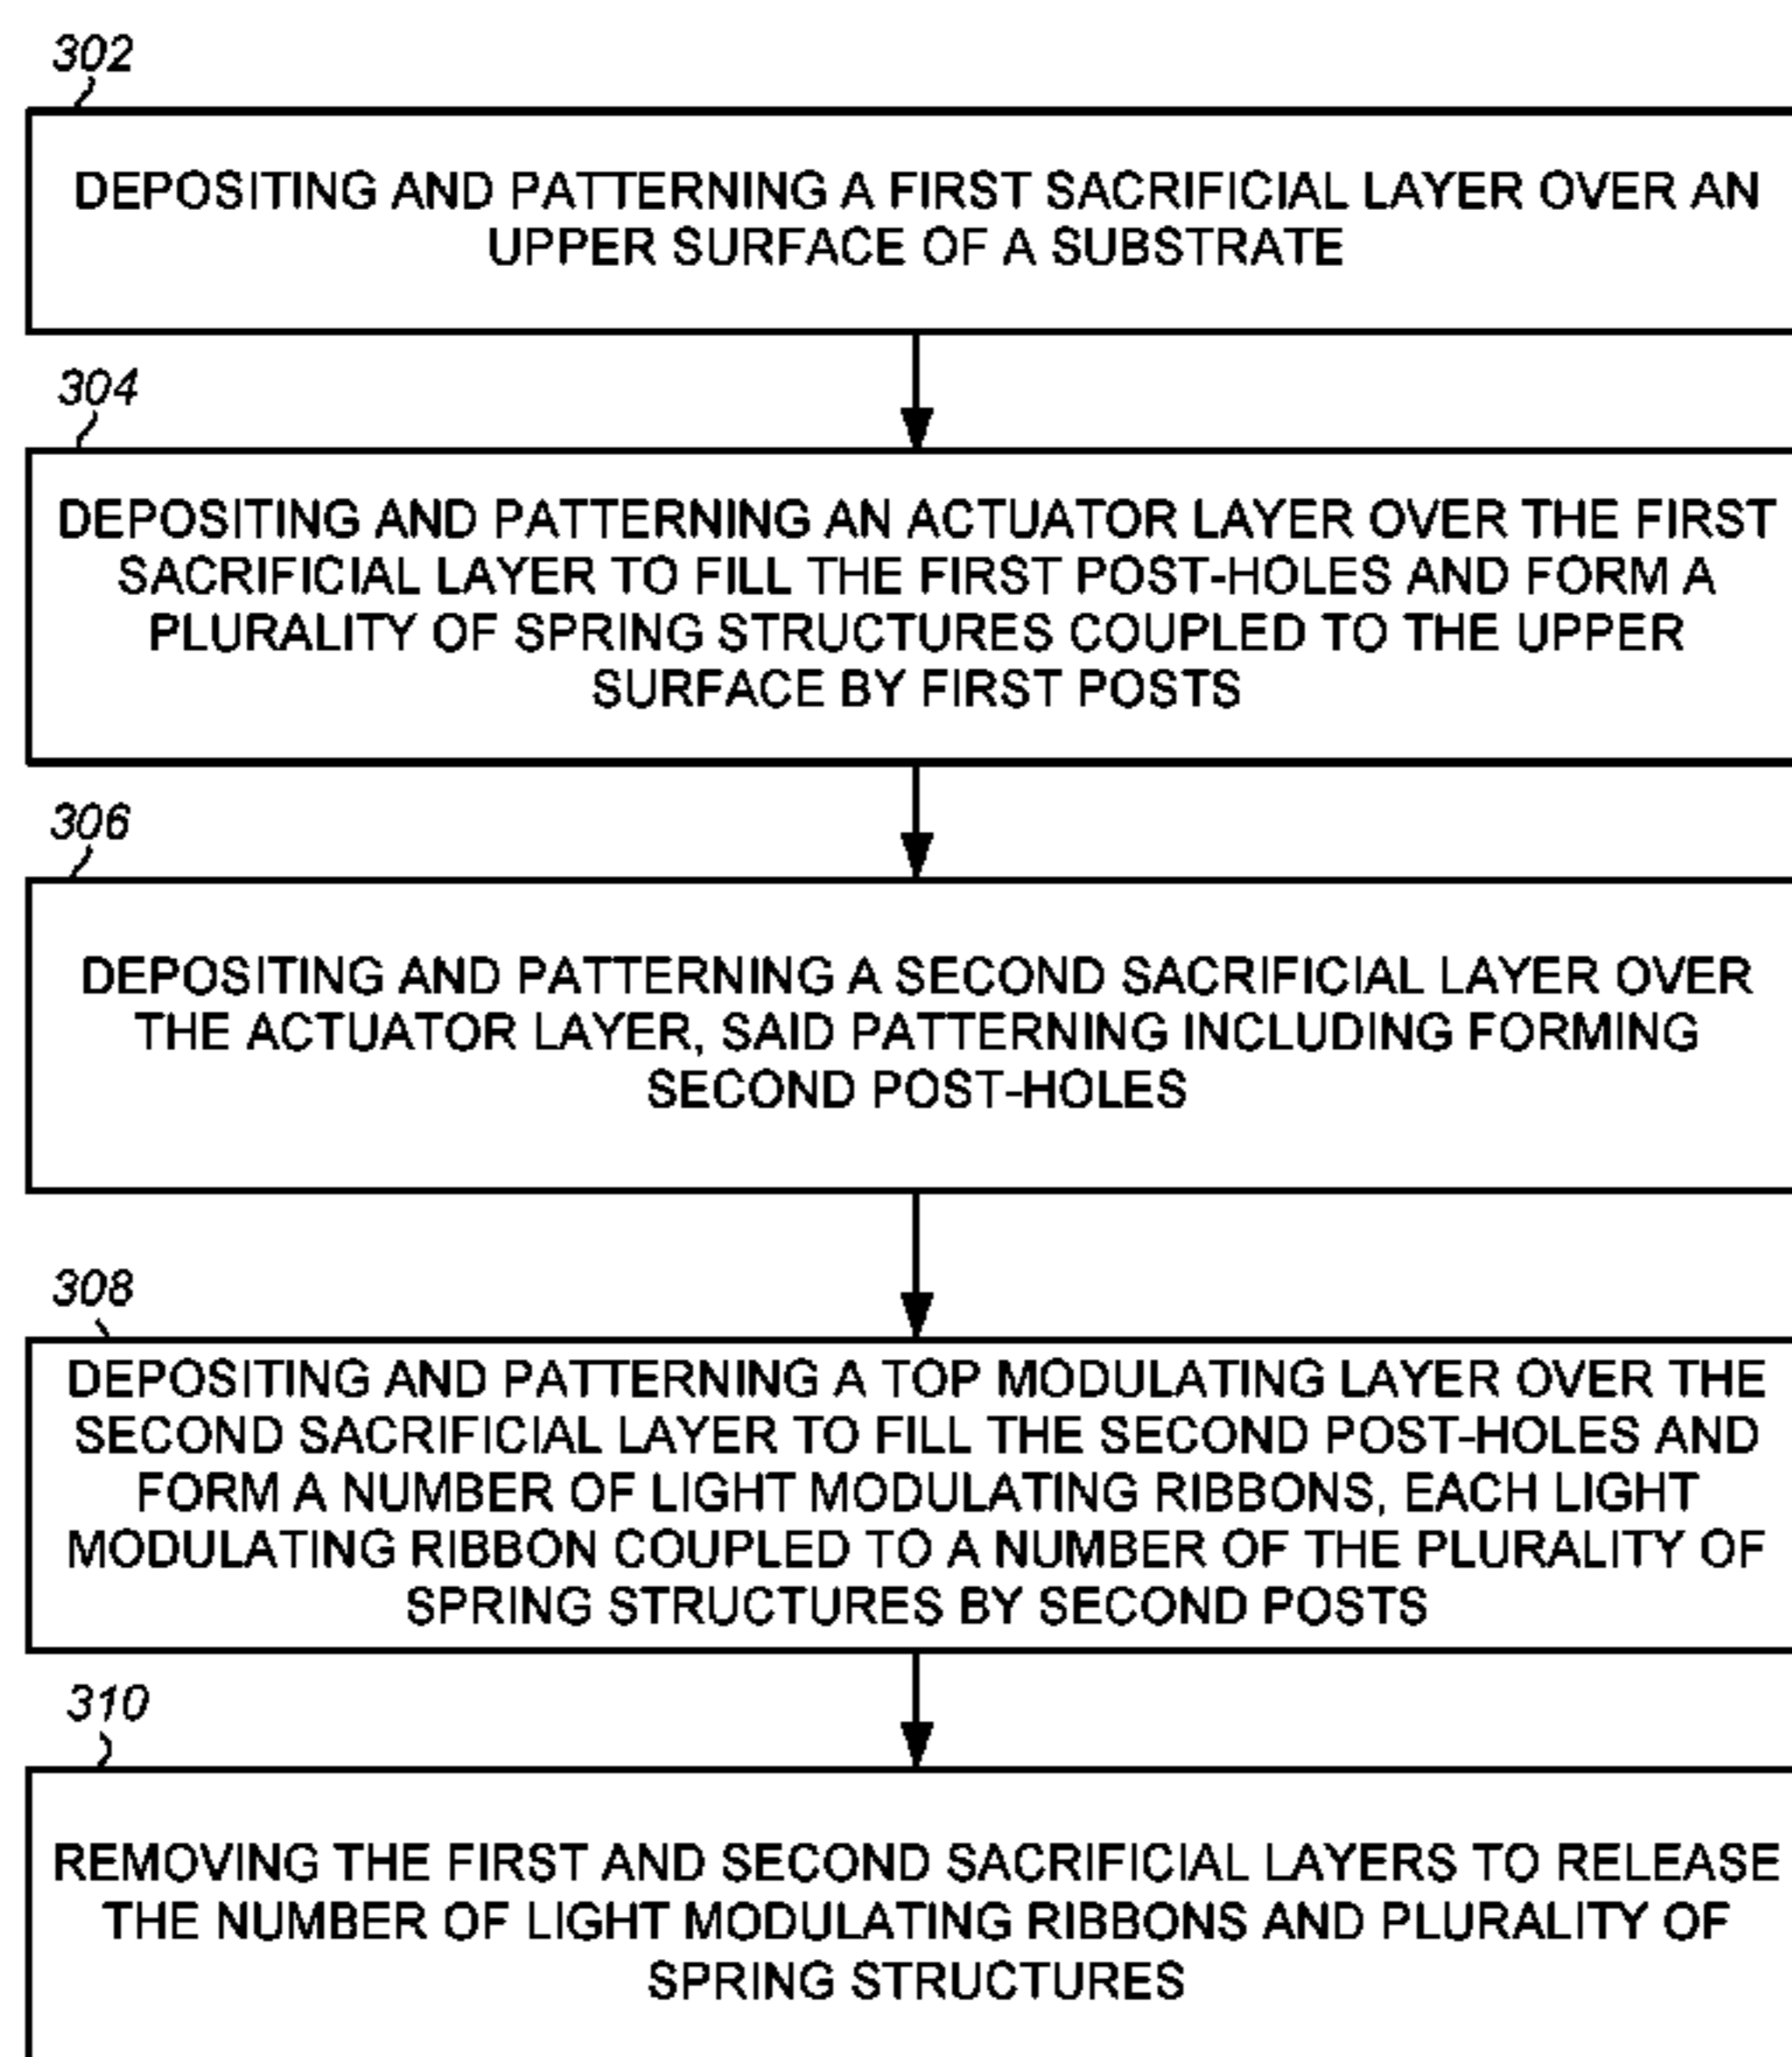 302
DEPOSITING AND PATTERNING A FIRST SACRIFICIAL LAYER OVER AN
UPPER SURFACE OF A SUBSTRATE
304
DEPOSITING AND PATTERNING AN ACTUATOR LAYER OVER THE FIRST
SACRIFICIAL LAYER TO FILL THE FIRST POST-HOLES AND FORM A
PLURALITY OF SPRING STRUCTURES COUPLED TO THE UPPER
SURFACE BY FIRST POSTS
306
DEPOSITING AND PATTERNING A SECOND SACRIFICIAL LAYER OVER
THE ACTUATOR LAYER, SAID PATTERNING INCLUDING FORMING
SECOND POST-HOLES
308
DEPOSITING AND PATTERNING A TOP MODULATING LAYER OVER THE
SECOND SACRIFICIAL LAYER TO FILL THE SECOND POST-HOLES AND
FORM A NUMBER OF LIGHT MODULATING RIBBONS, EACH LIGHT
MODULATING RIBBON COUPLED TO A NUMBER OF THE PLURALITY OF
SPRING STRUCTURES BY SECOND POSTS
310
REMOVING THE FIRST AND SECOND SACRIFICIAL LAYERS TO RELEASE
THE NUMBER OF LIGHT MODULATING RIBBONS AND PLURALITY OF
SPRING STRUCTURES